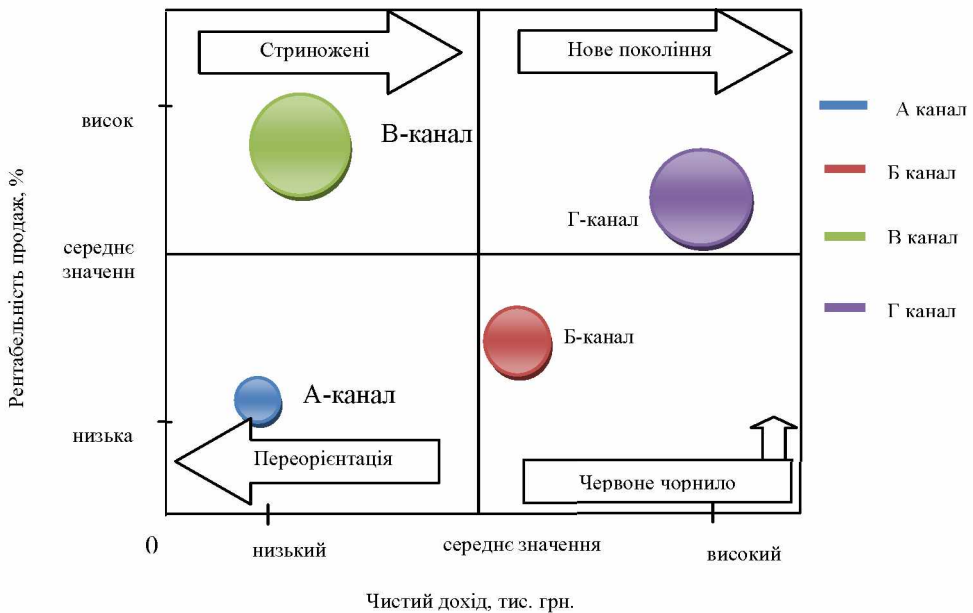 Стриножені
Нове покоління
висок
В-канал
А канал
Б канал
Г-канал
В канал
середнє
значенн
Рентабельність продаж, %
Г канал
Б-канал
А-канал
низька
Переорієнтація
Червоне чорнило
0
низький
середнє значення
високий
Чистий дохід, тис. грн.